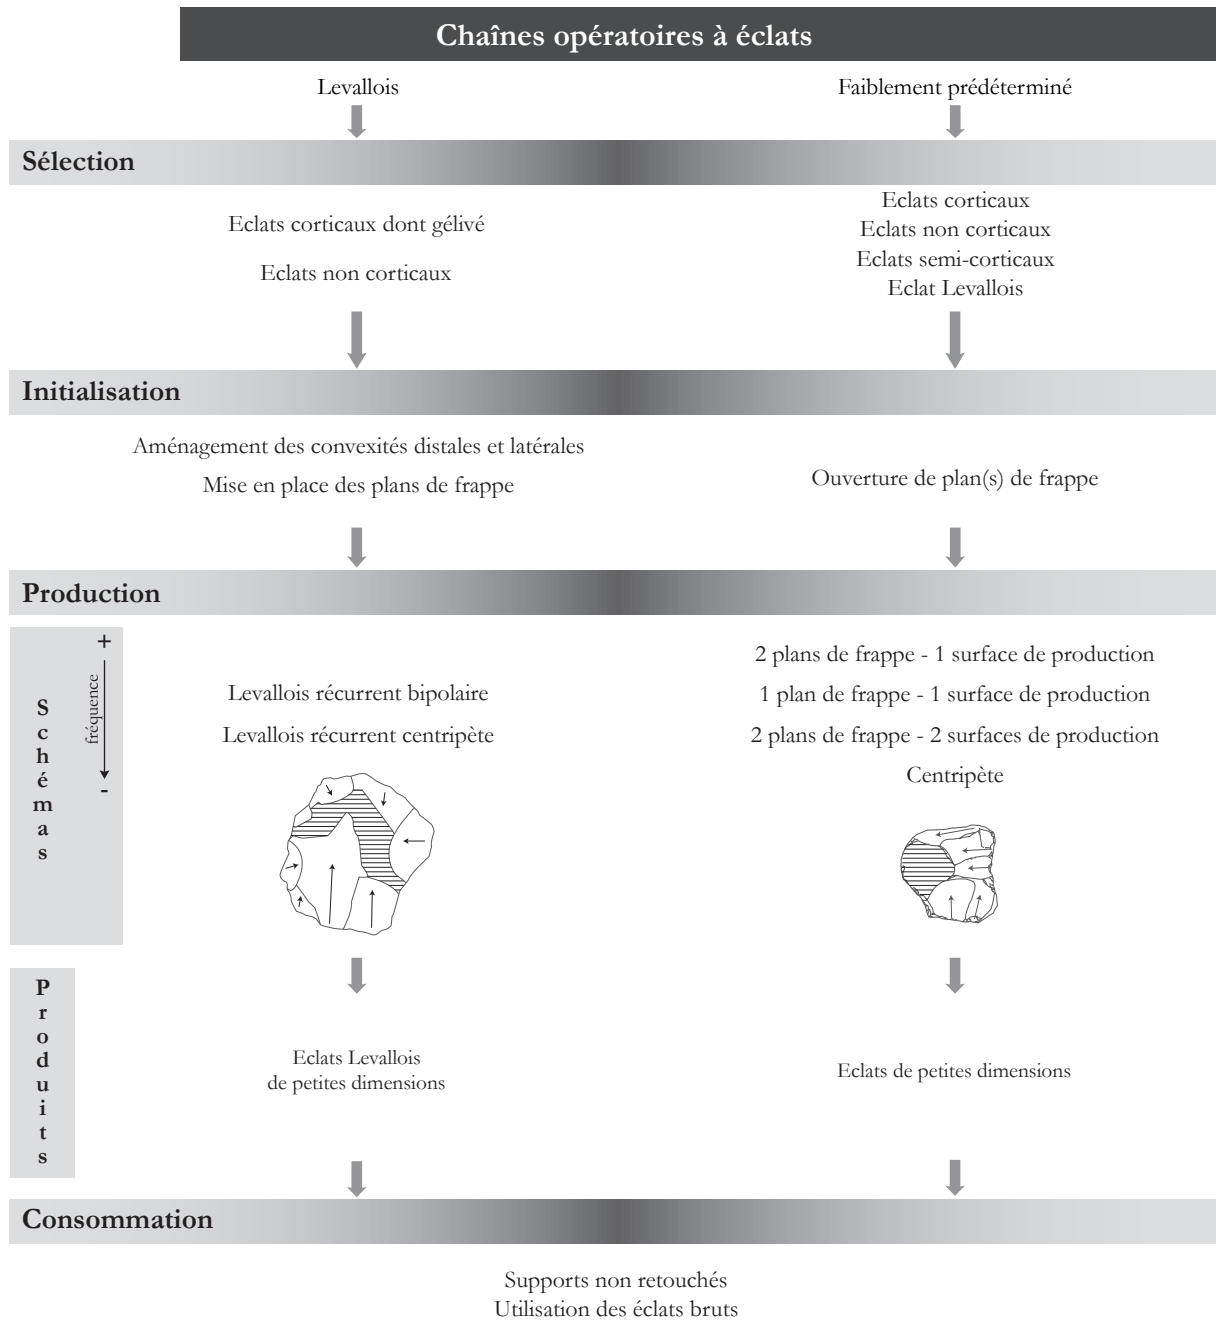 Chaînes opératoires à éclats
Levallois
Faiblement prédéterminé
Sélection
Eclats corticaux dont gélivé
Eclats non corticaux
Eclats corticaux
Eclats non corticaux
Eclats semi-corticaux
Eclat Levallois
Initialisation
Aménagement des convexités distales et latérales
Mise en place des plans de frappe
Ouverture de plan(s) de frappe
Production
Schémas
+
fréquence
-
Levallois récurrent bipolaire
Levallois récurrent centripète
2 plans de frappe - 1 surface de production
1 plan de frappe - 1 surface de production
2 plans de frappe - 2 surfaces de production
Centripète
Produits
Eclats Levallois
de petites dimensions
Eclats de petites dimensions
Consommation
Supports non retouchés
Utilisation des éclats bruts